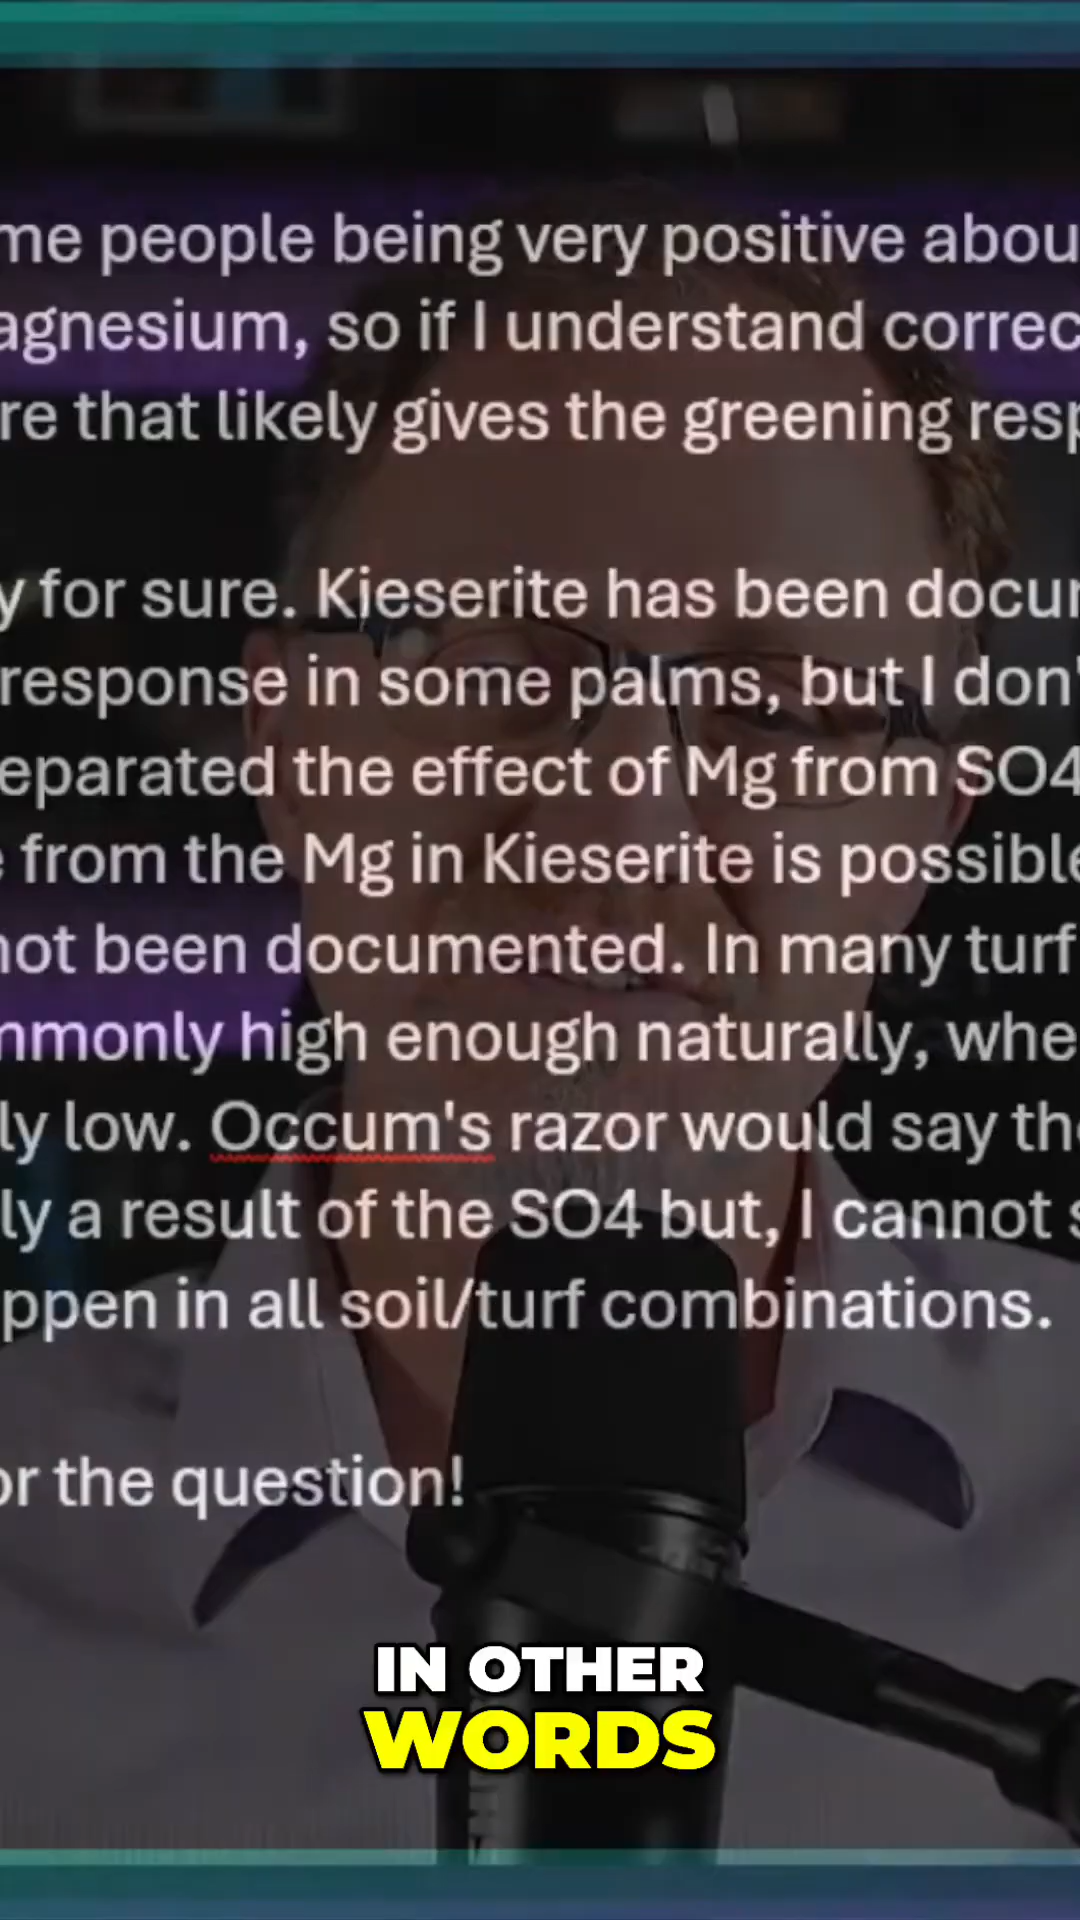 me people being very positive abou
agnesium, so if I understand correc
re that likely gives the greening resp
y for sure. Kieserite has been docu
response in some palms, but I don'
eparated the effect of Mg from SO4
from the Mg in Kieserite is possible
not been documented. In many turf
mmonly high enough naturally, whe
ly low. Occum's razor would say the
ly a result of the SO4 but, I cannot s
ppen in all soil/turf combinations.
or the question!
IN OTHER
WORDS